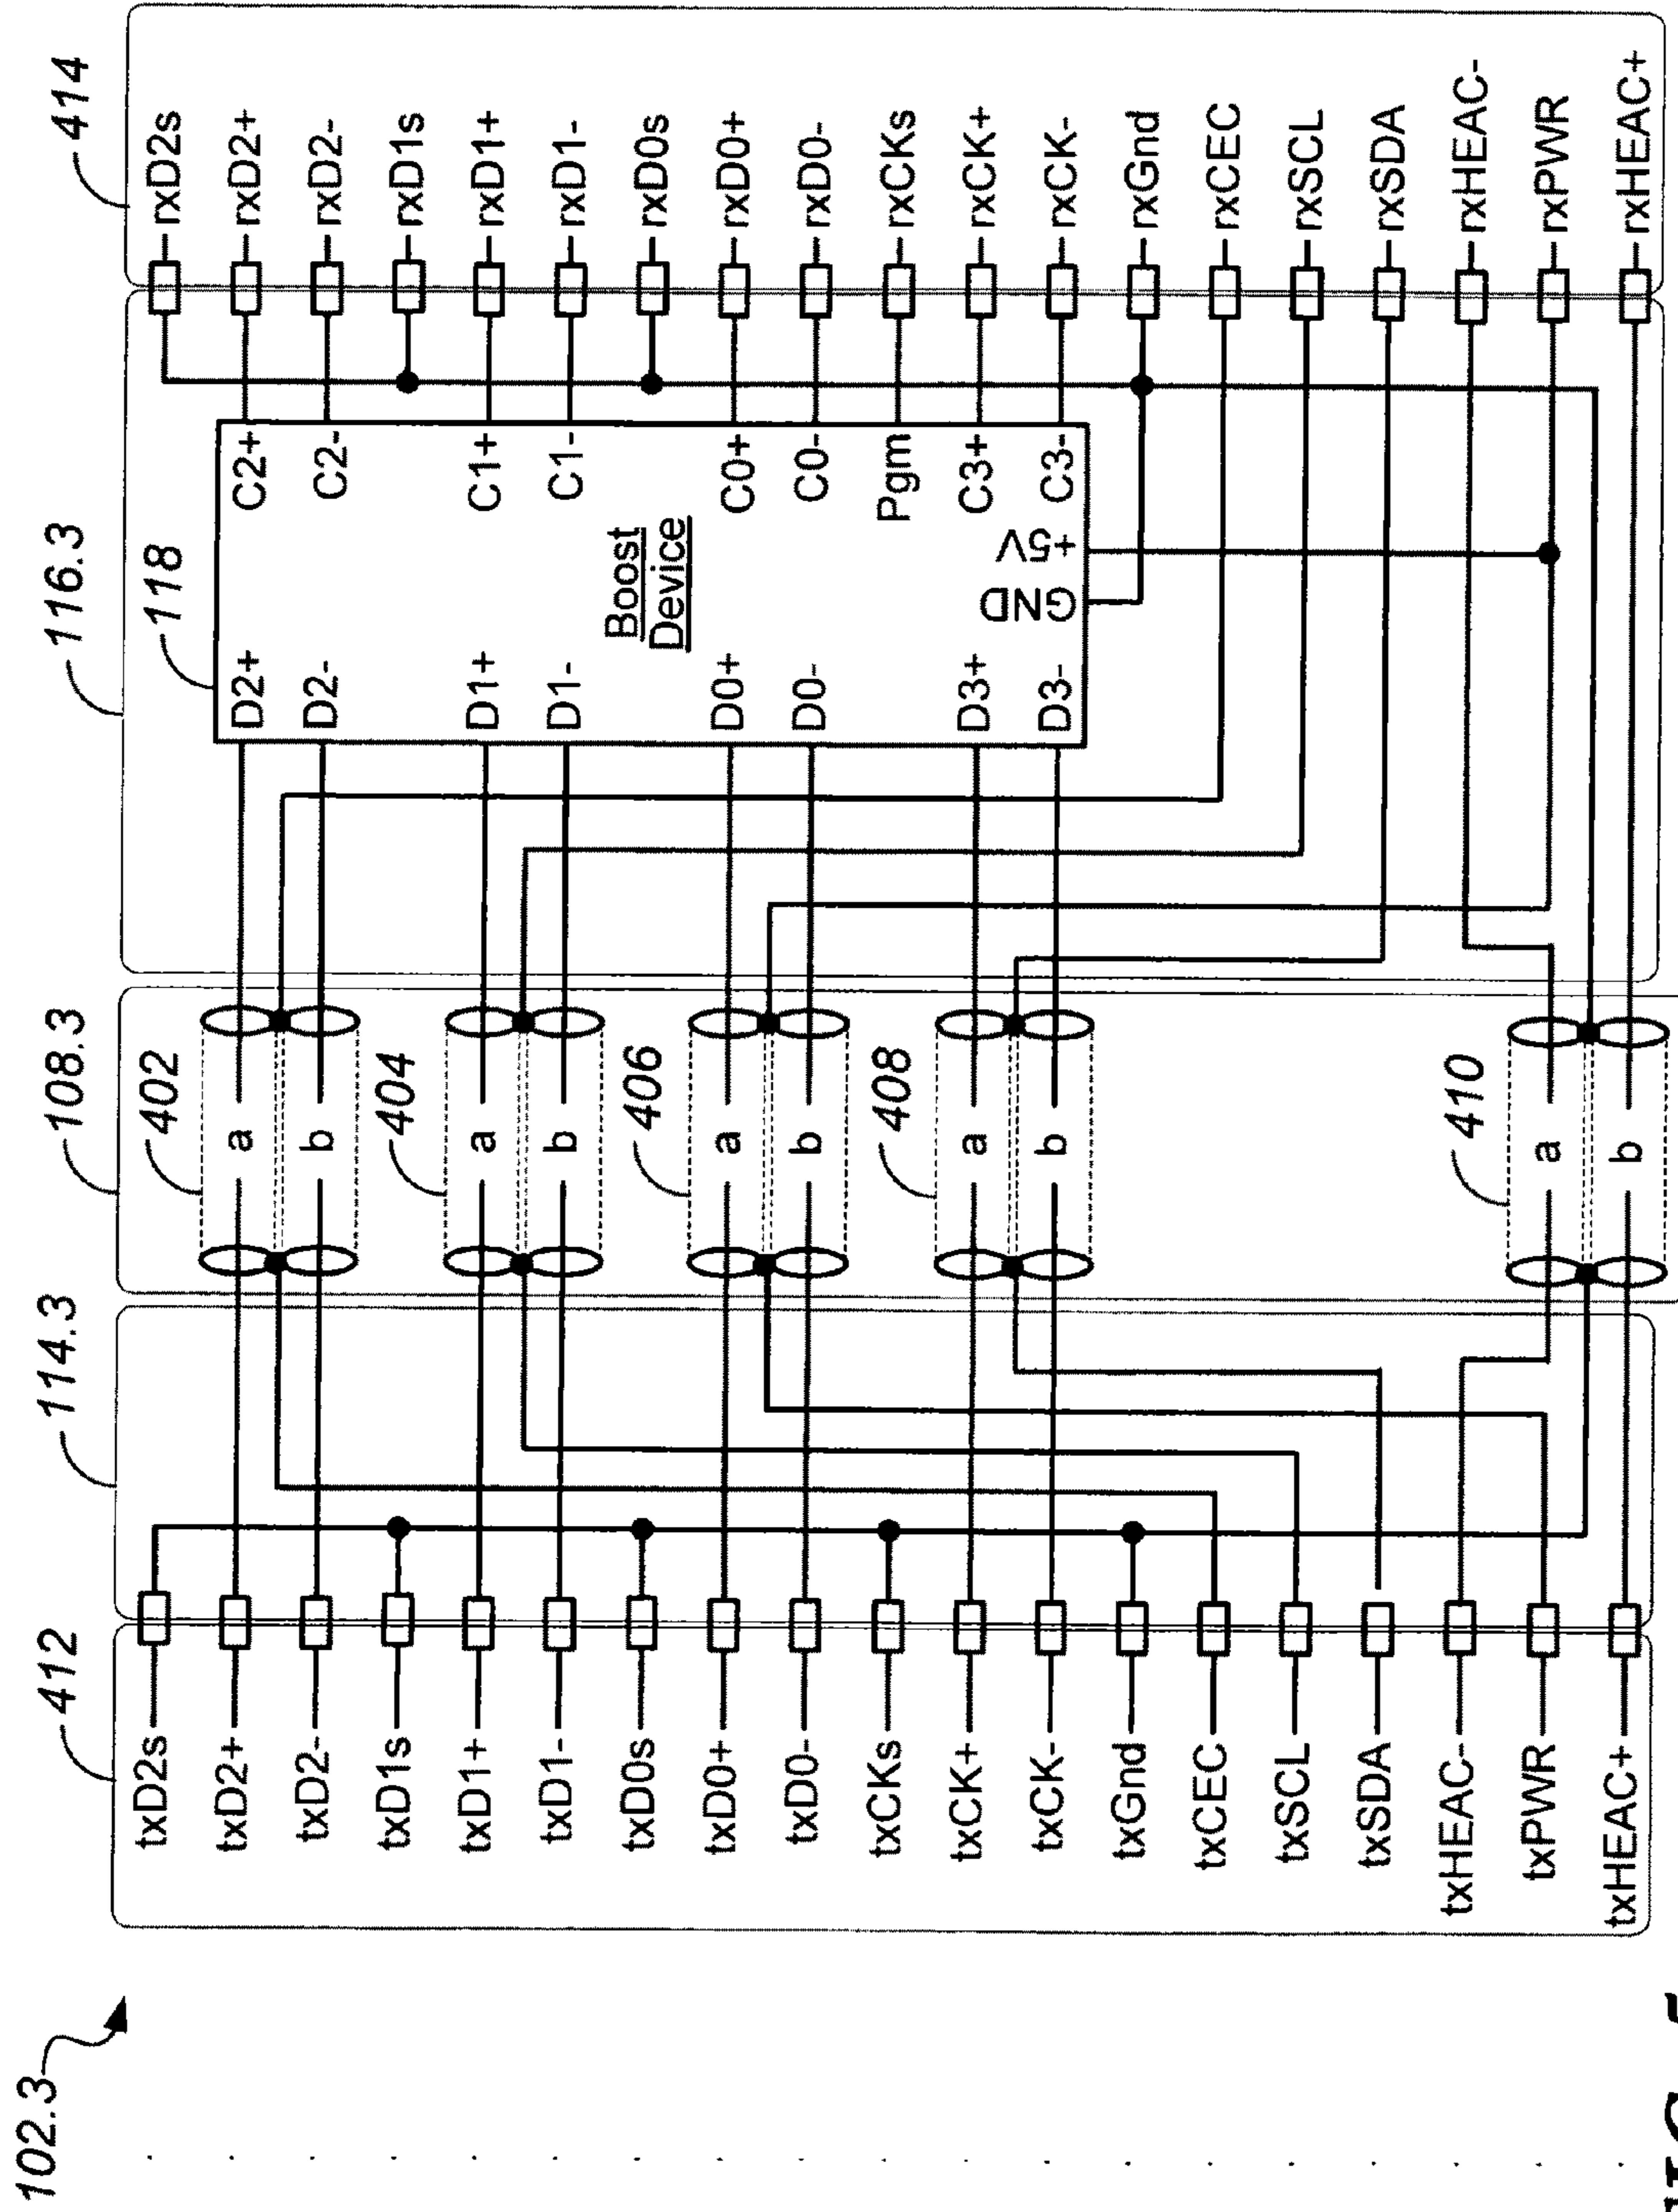 102.3
412
114.3
108.3
116.3
414
txD2s
txD2+
txD2-
txD1s
txD1+
txD1-
txD0s
txD0+
txD0-
txCKs
txCK+
txCK-
txGnd
txCEC
txSCL
txSDA
txHEAC-
txPWR
txHEAC+
402
a
b
404
a
b
406
a
b
408
a
b
410
a
b
118
D2+
D2-
D1+
D1-
D0+
D0-
D3+
D3-
Boost
Device
GND
+5V
C2+
C2-
C1+
C1-
C0+
C0-
Pgm
C3+
C3-
rxD2s
rxD2+
rxD2-
rxD1s
rxD1+
rxD1-
rxD0s
rxD0+
rxD0-
rxCKs
rxCK+
rxCK-
rxGnd
rxCEC
rxSCL
rxSDA
rxHEAC-
rxPWR
rxHEAC+